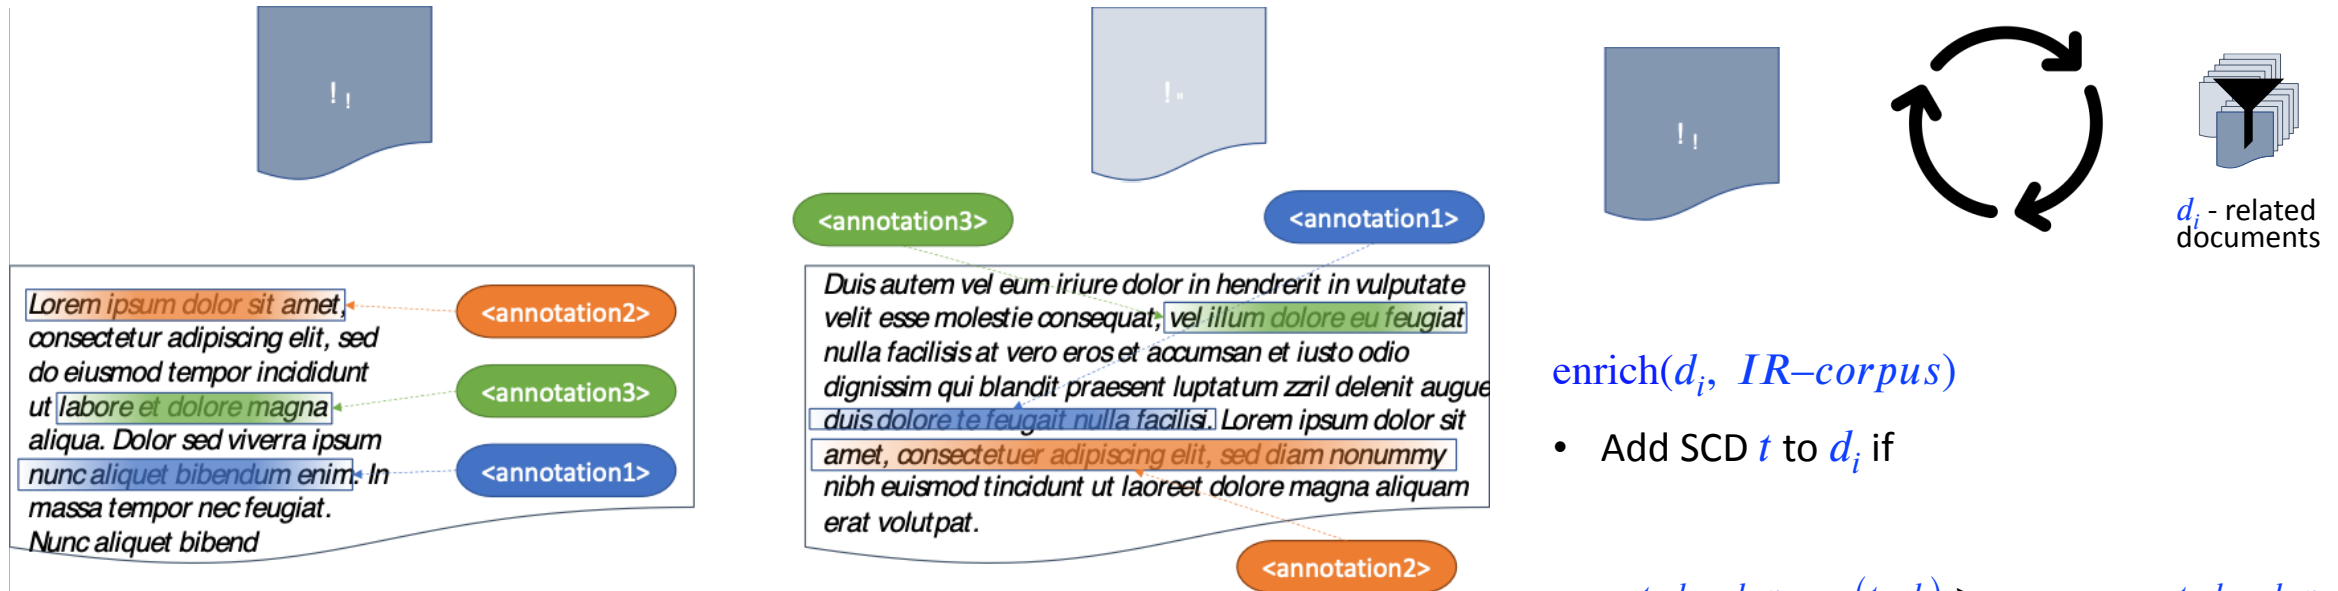 ! !
Lorem ipsum dolor sit amet,
consectetur adipiscing elit, sed
do eiusmod tempor incididunt
ut labore et dolore magna
aliqua. Dolor sed viverra ipsum
nunc aliquet bibendum enim. In
massa tempor nec feugiat.
Nunc aliquet bibend
<annotation2>
<annotation3>
<annotation1>
! "
<annotation3>
<annotation1>
Duis autem vel eum iriure dolor in hendrerit in vulputate
velit esse molestie consequat, vel illum dolore eu feugiat
nulla facilisis at vero eros et accumsan et iusto odio
dignissim qui blandit praesent luptatum zzril delenit augue
duis dolore te feugait nulla facilisi. Lorem ipsum dolor sit
amet, consectetuer adipiscing elit, sed diam nonummy
nibh euismod tincidunt ut laoreet dolore magna aliquam
erat volutpat.
<annotation2>
! !
d_i - related
documents
enrich(d_i, IR–corpus)
• Add SCD t to d_i if